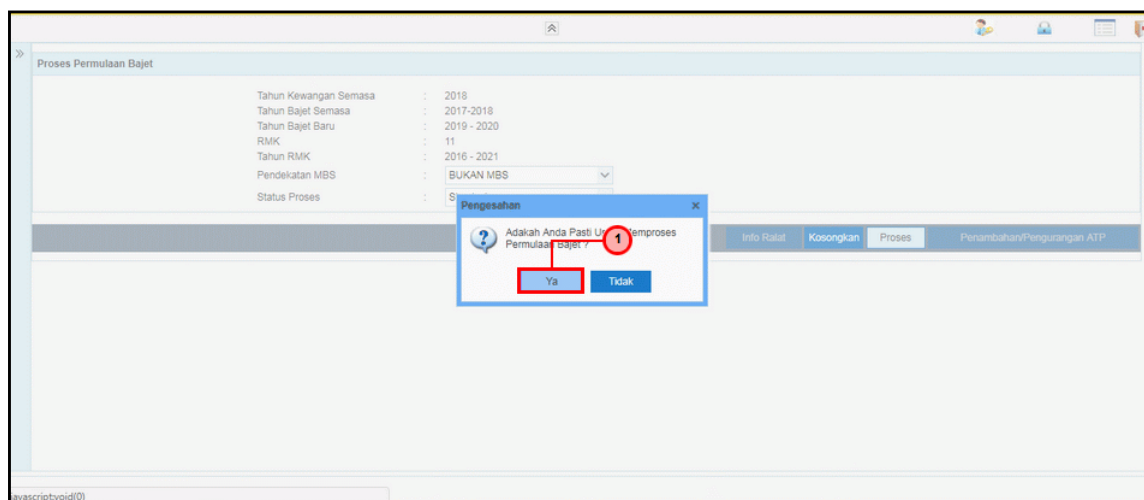 Proses Permulaan Bajet
Tahun Kewangan Semasa : 2018
Tahun Bajet Semasa : 2017-2018
Tahun Bajet Baru : 2019 - 2020
RMK : 11
Tahun RMK : 2016 - 2021
Pendekatan MBS : BUKAN MBS
Status Proses :
Pengesahan
Adakah Anda Pasti
Permulaan Bajet ?
1
Ya Tidak
Info Ralat Kosongkan Proses Penambahan/Pengurangan ATP
avascript:void(0)